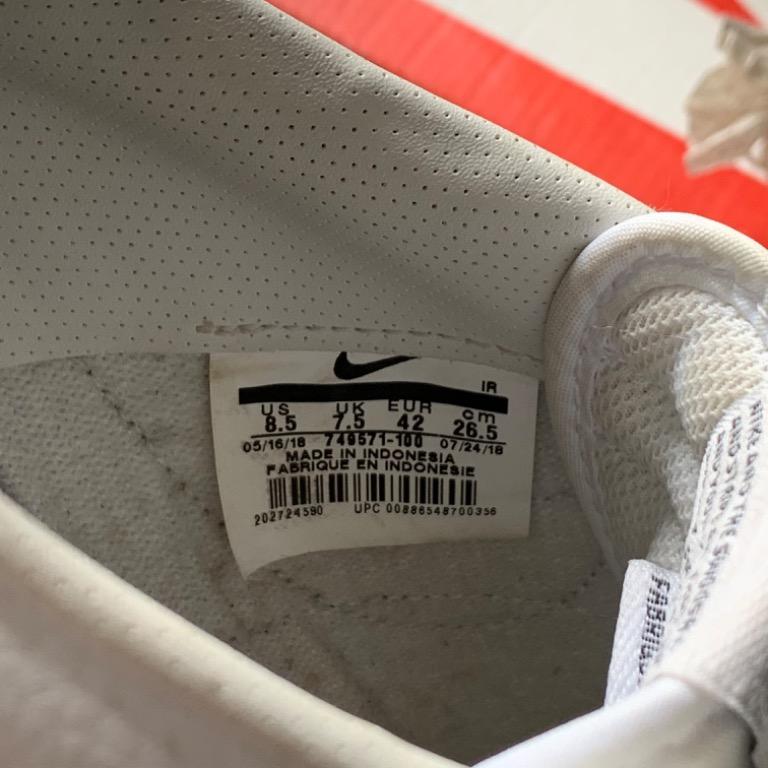 IR
US UK EUR cm
8.5 7.5 42 26.5
05/16/18 749571-100 07/24/18
MADE IN INDONESIA
FABRIQUE EN INDONESIE
202724590 UPC 00886548700356